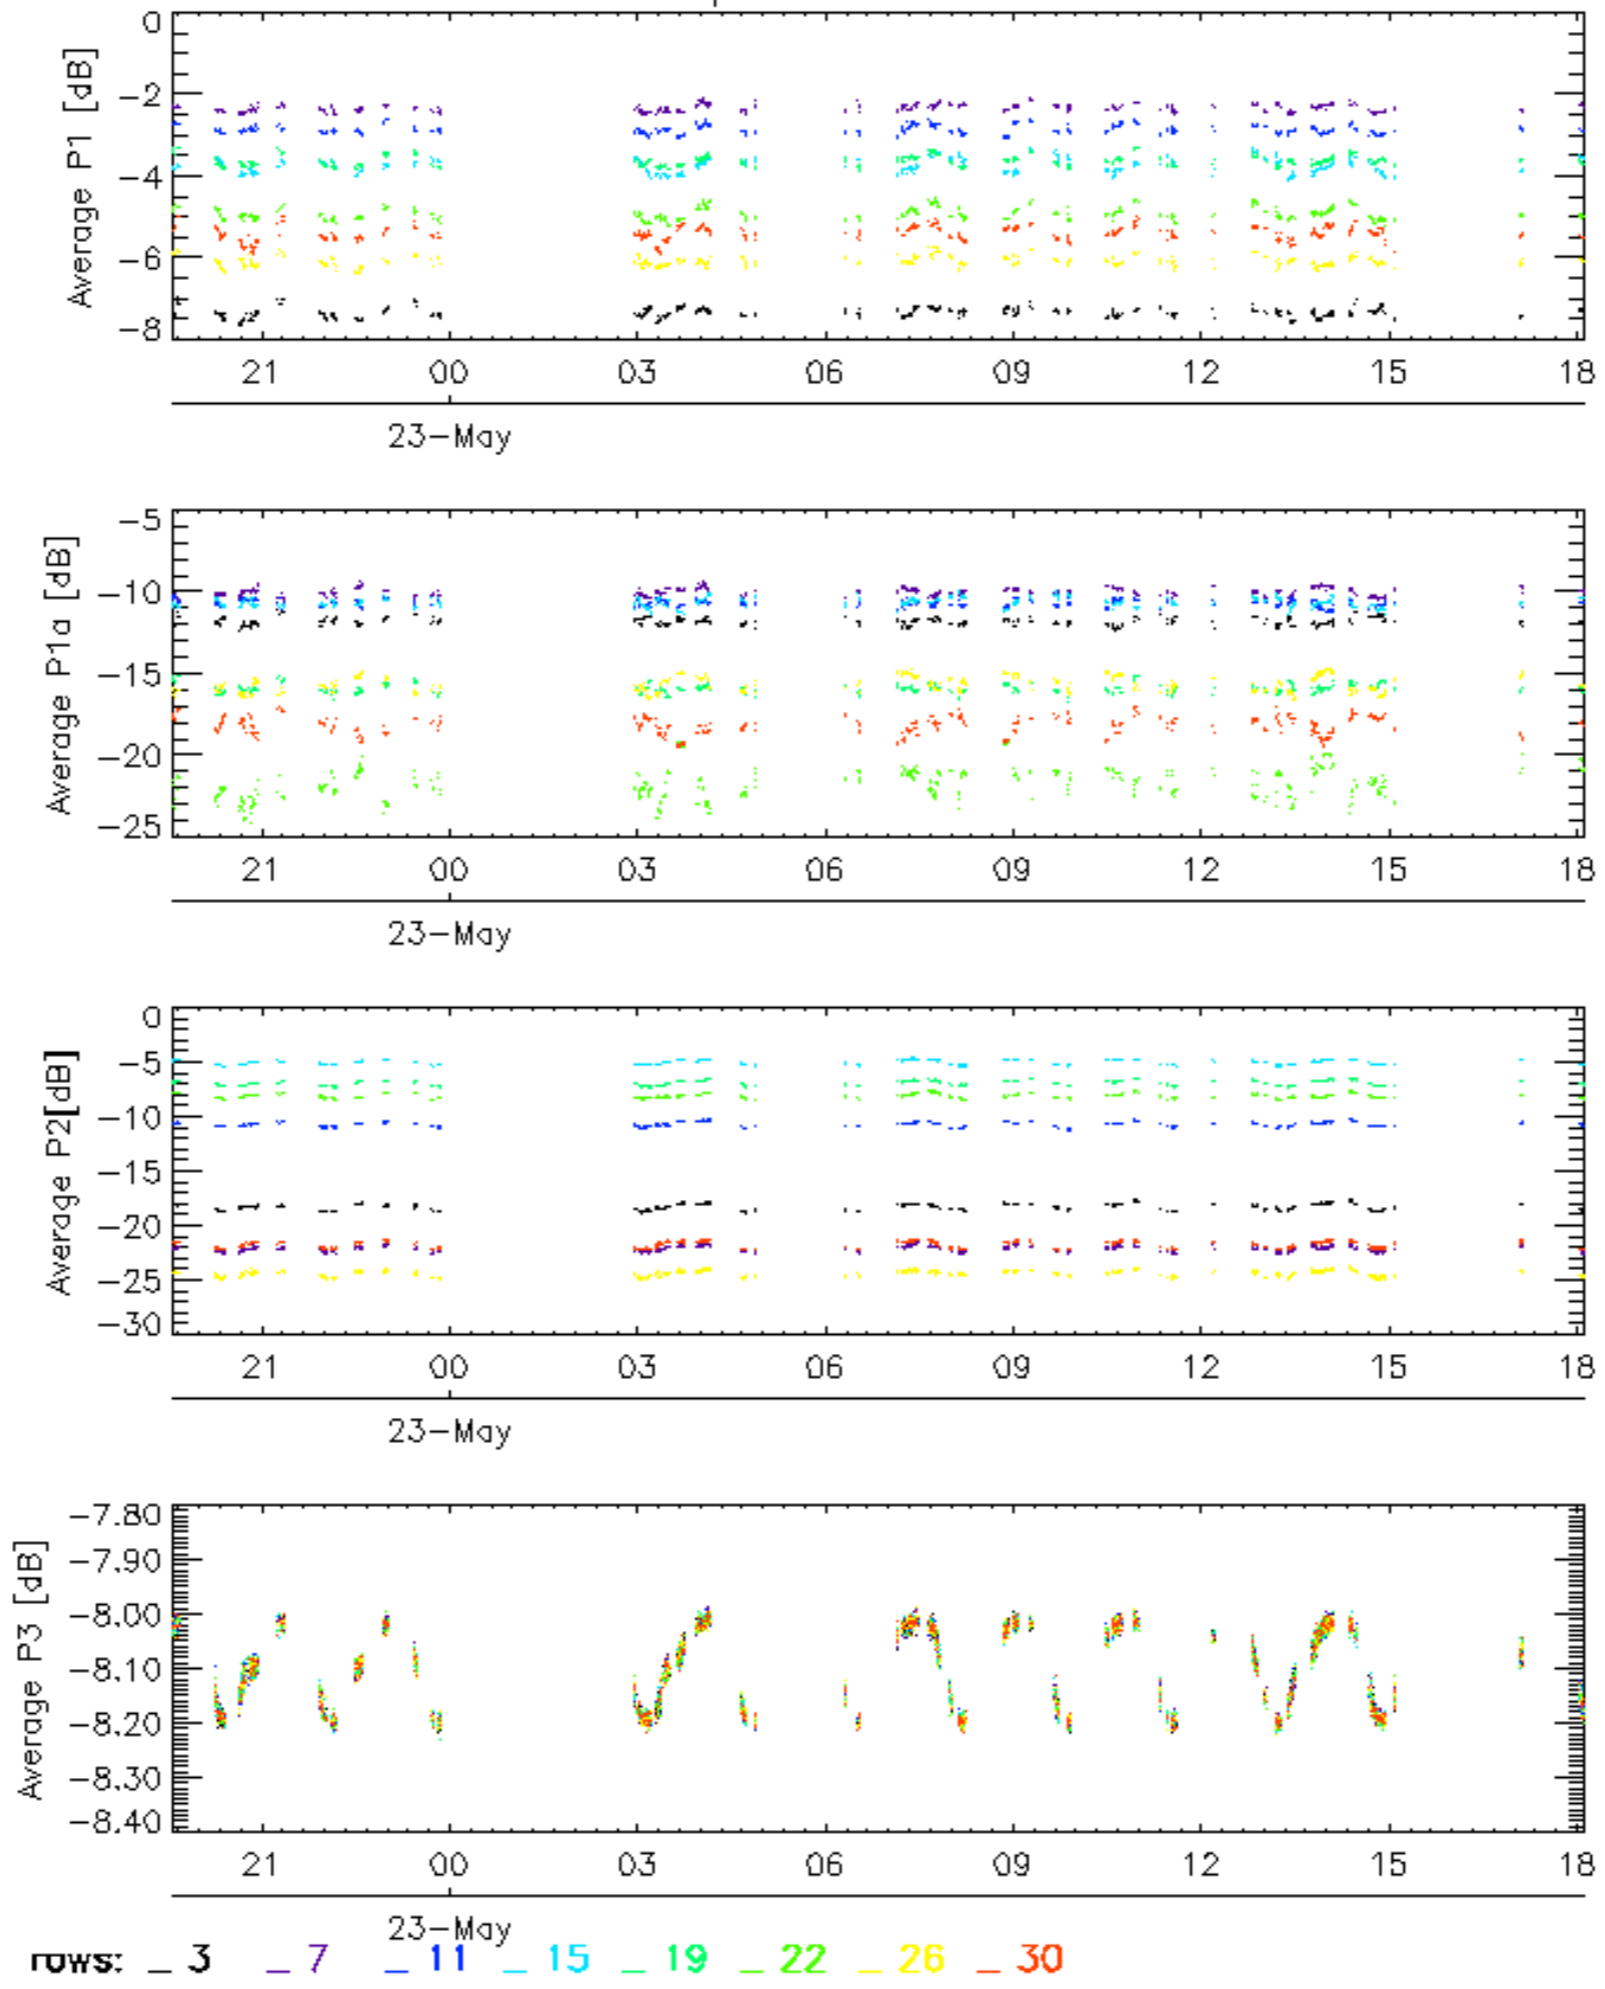 0
-2
-4
-6
-8
Average P1 [dB]
21 00 03 06 09 12 15 18
23-May
-5
-10
-15
-20
-25
Average P1a [dB]
21 00 03 06 09 12 15 18
23-May
0
-5
-10
-15
-20
-25
-30
Average P2[dB]
21 00 03 06 09 12 15 18
23-May
-7.80
-7.90
-8.00
-8.10
-8.20
-8.30
-8.40
Average P3 [dB]
21 00 03 06 09 12 15 18
23-May
rows: _ 3 _ 7 _ 11 _ 15 _ 19 _ 22 _ 26 _ 30